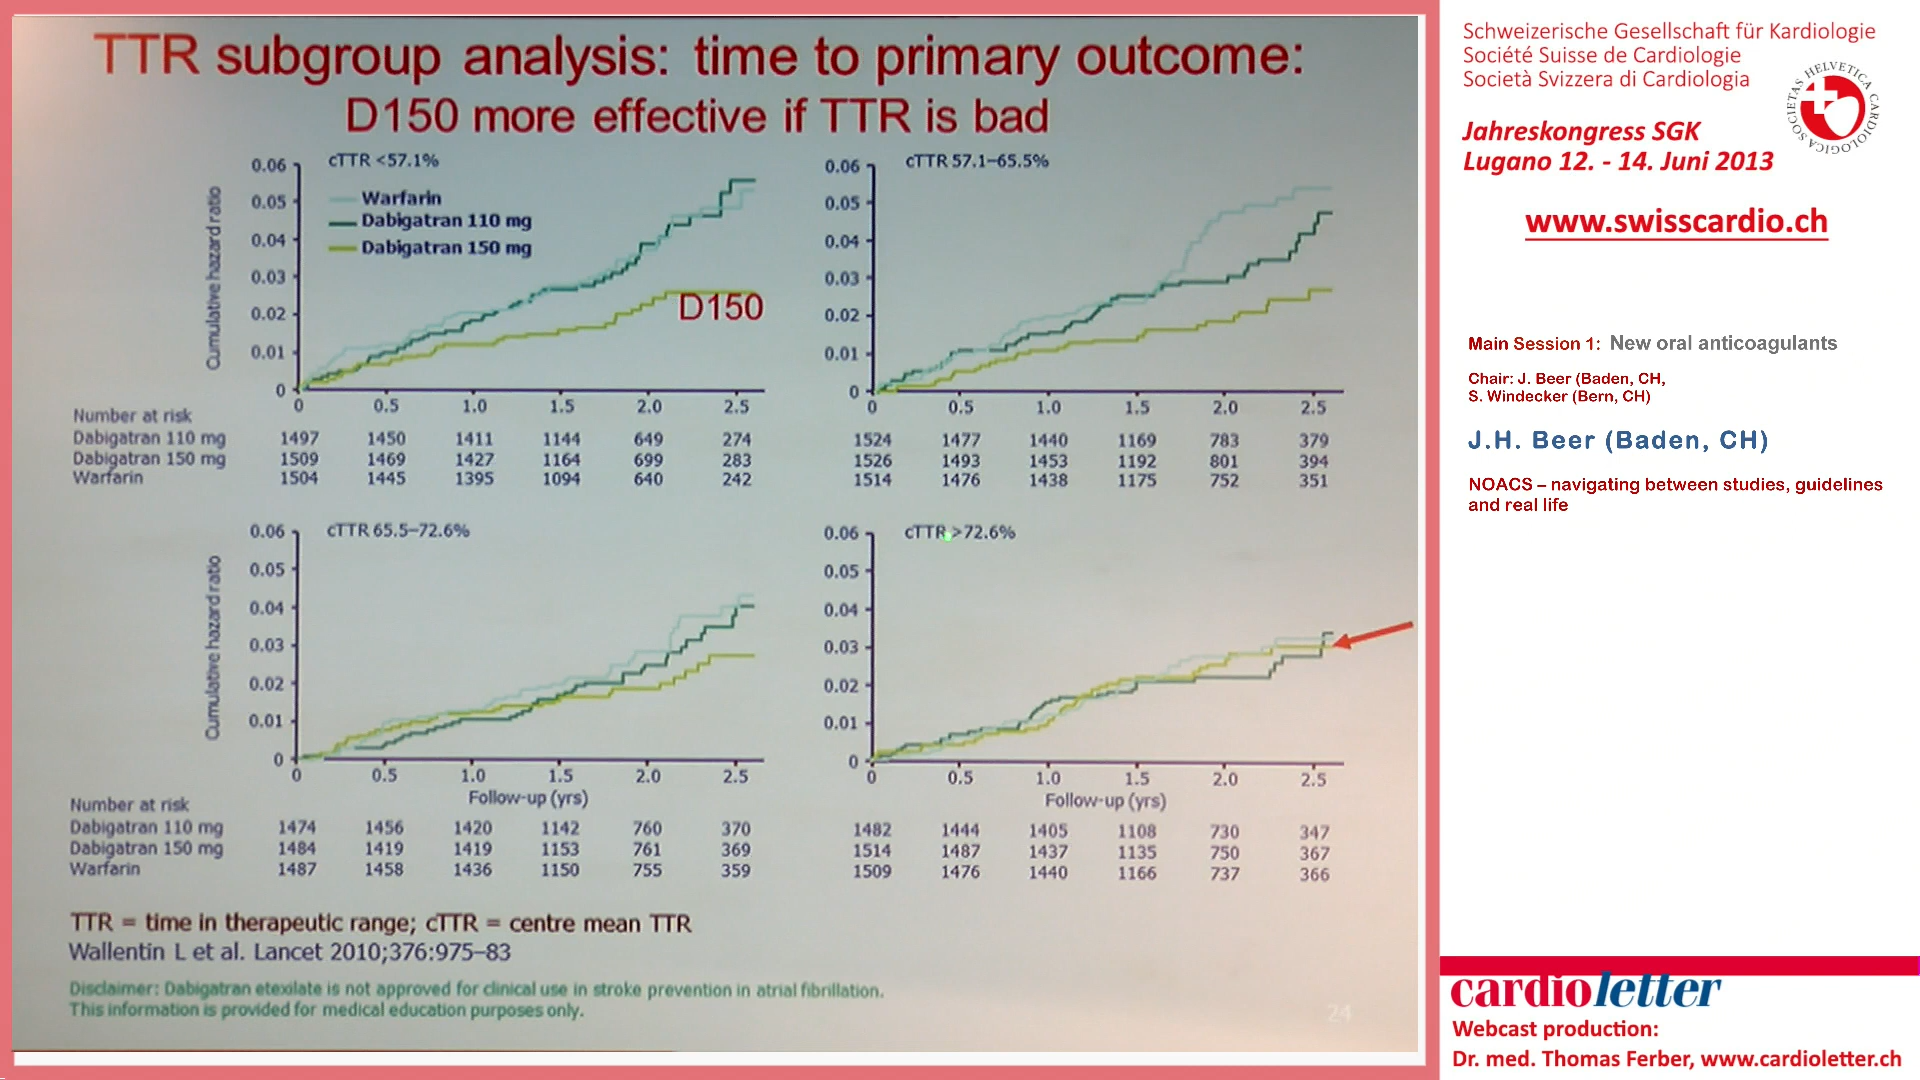 TTR subgroup analysis: time to primary outcome:
D150 more effective if TTR is bad
cTTR <57.1%
Cumulative hazard ratio
0.06
0.05
0.04
0.03
0.02
0.01
0
Warfarin
Dabigatran 110 mg
Dabigatran 150 mg
D150
0 0.5 1.0 1.5 2.0 2.5
Number at risk
Dabigatran 110 mg 1497 1450 1411 1144 649 274
Dabigatran 150 mg 1509 1469 1427 1164 699 283
Warfarin 1504 1445 1395 1094 640 242
cTTR 57.1–65.5%
0.06
0.05
0.04
0.03
0.02
0.01
0
0 0.5 1.0 1.5 2.0 2.5
1524 1477 1440 1169 783 379
1526 1493 1453 1192 801 394
1514 1476 1438 1175 752 351
cTTR 65.5–72.6%
Cumulative hazard ratio
0.06
0.05
0.04
0.03
0.02
0.01
0
0 0.5 1.0 1.5 2.0 2.5
Follow-up (yrs)
Number at risk
Dabigatran 110 mg 1474 1456 1420 1142 760 370
Dabigatran 150 mg 1484 1419 1419 1153 761 369
Warfarin 1487 1458 1436 1150 755 359
cTTR >72.6%
0.06
0.05
0.04
0.03
0.02
0.01
0
0 0.5 1.0 1.5 2.0 2.5
Follow-up (yrs)
1482 1444 1405 1108 730 347
1514 1487 1437 1135 750 367
1509 1476 1440 1166 737 366
TTR = time in therapeutic range; cTTR = centre mean TTR
Wallentin L et al. Lancet 2010;376:975–83
Disclaimer: Dabigatran etexilate is not approved for clinical use in stroke prevention in atrial fibrillation.
This information is provided for medical education purposes only.
24
Schweizerische Gesellschaft für Kardiologie
Société Suisse de Cardiologie
Società Svizzera di Cardiologia
SOCIETAS HELVETICA CARDIOLOGICA
Jahreskongress SGK
Lugano 12. - 14. Juni 2013
www.swisscardio.ch
Main Session 1: New oral anticoagulants
Chair: J. Beer (Baden, CH,
S. Windecker (Bern, CH)
J.H. Beer (Baden, CH)
NOACS – navigating between studies, guidelines
and real life
cardioletter
Webcast production:
Dr. med. Thomas Ferber, www.cardioletter.ch